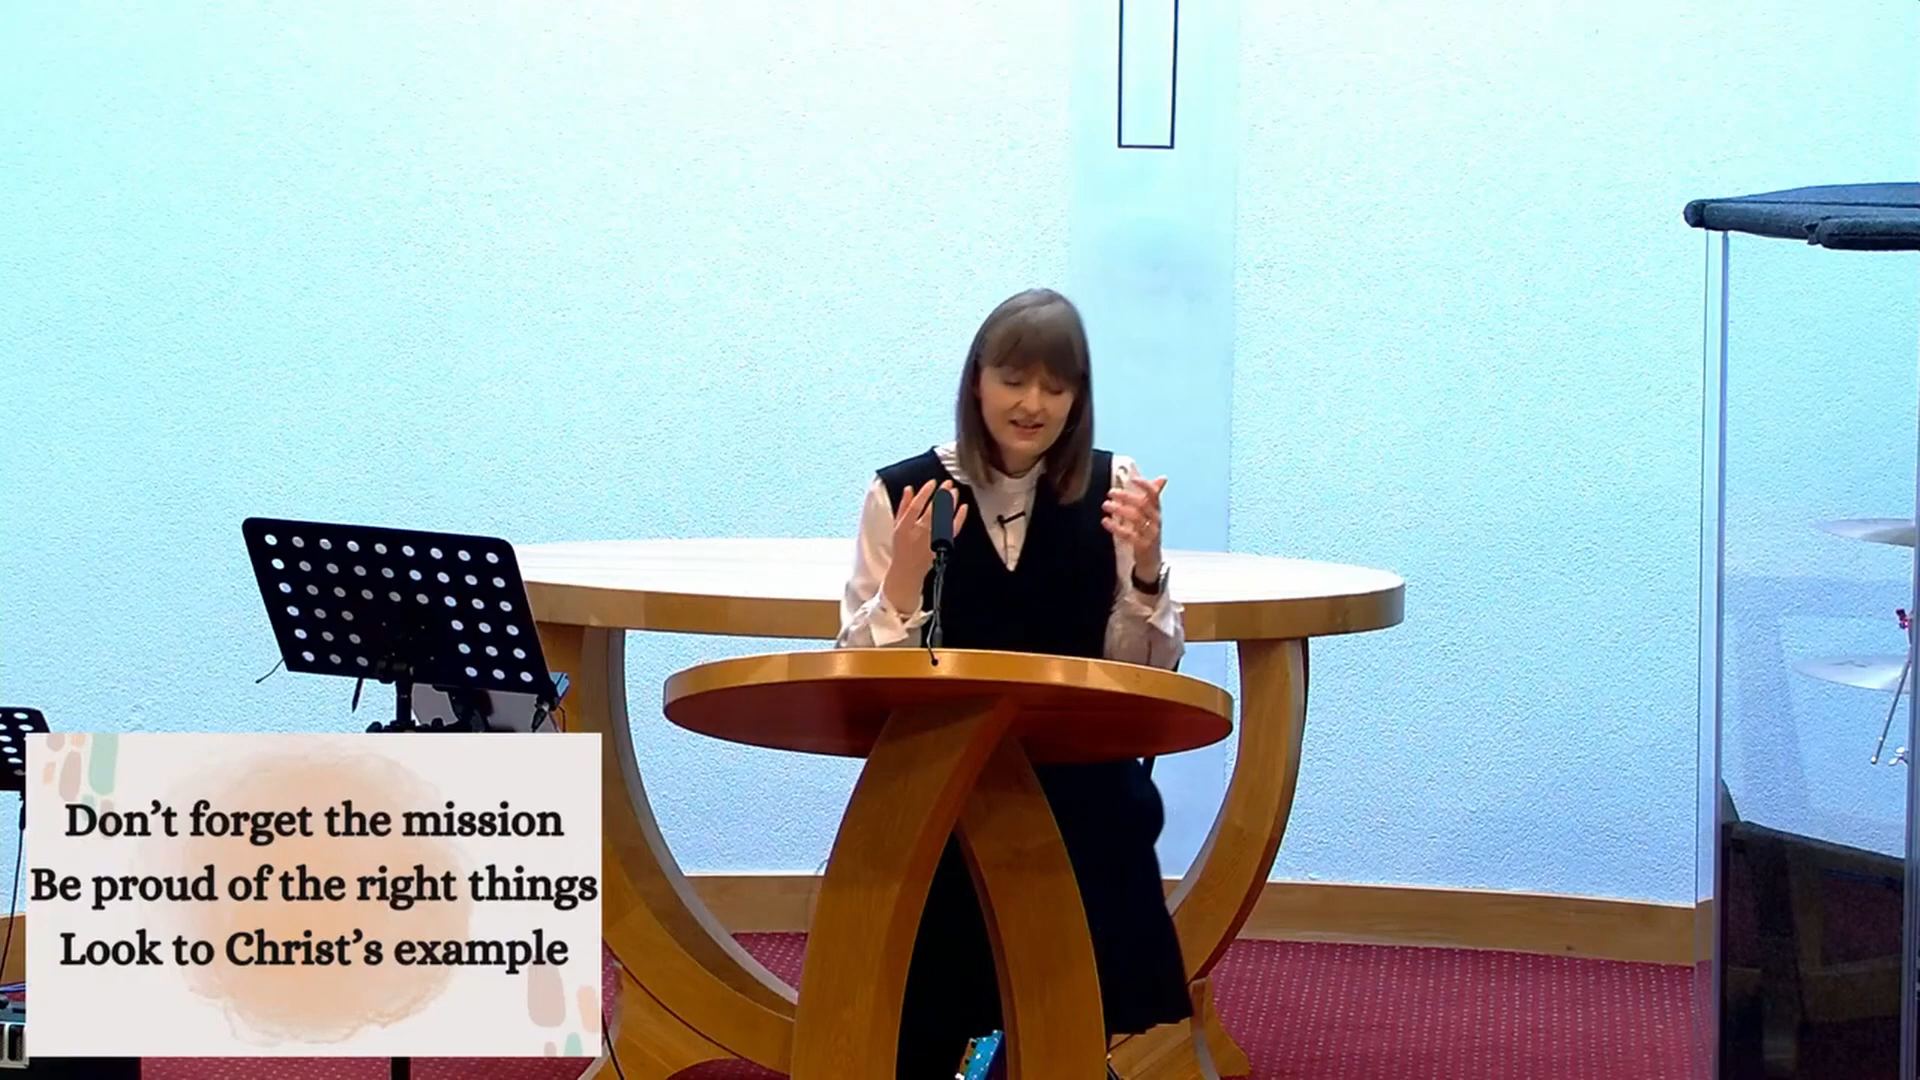 Don’t forget the mission
Be proud of the right things
Look to Christ’s example